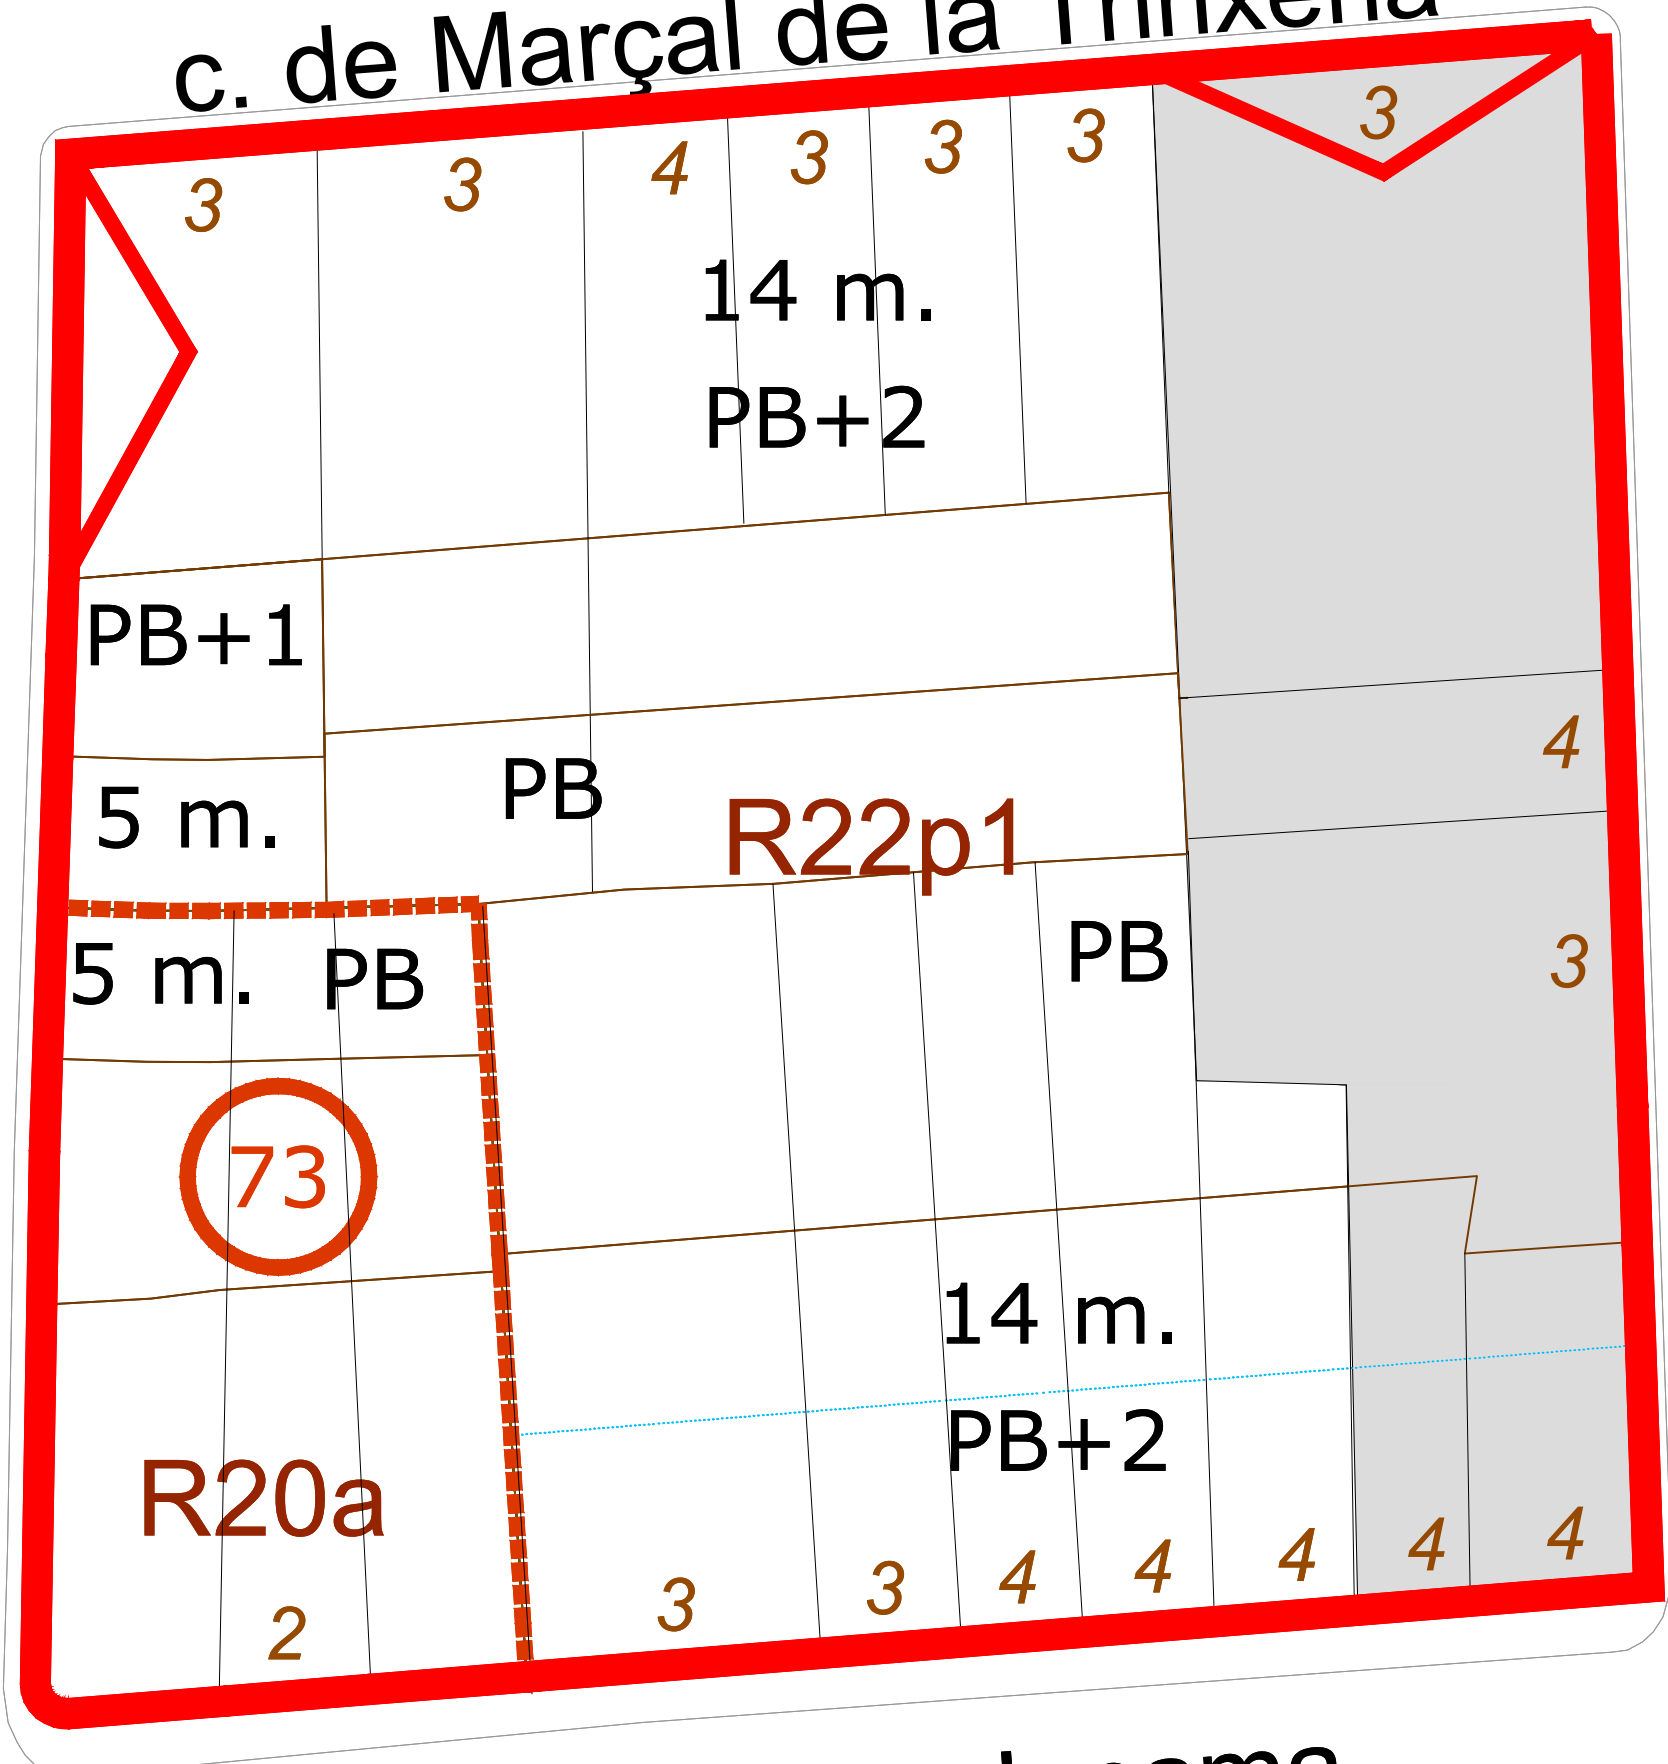 c. de Marçal de la Trinxeria
3 3 4 3 3 3 3
14 m.
PB+2
PB+1
4
PB
5 m.
R22p1
PB
3
5 m. PB
73
14 m.
PB+2
R20a
3 3 4 4 4 4 4
2